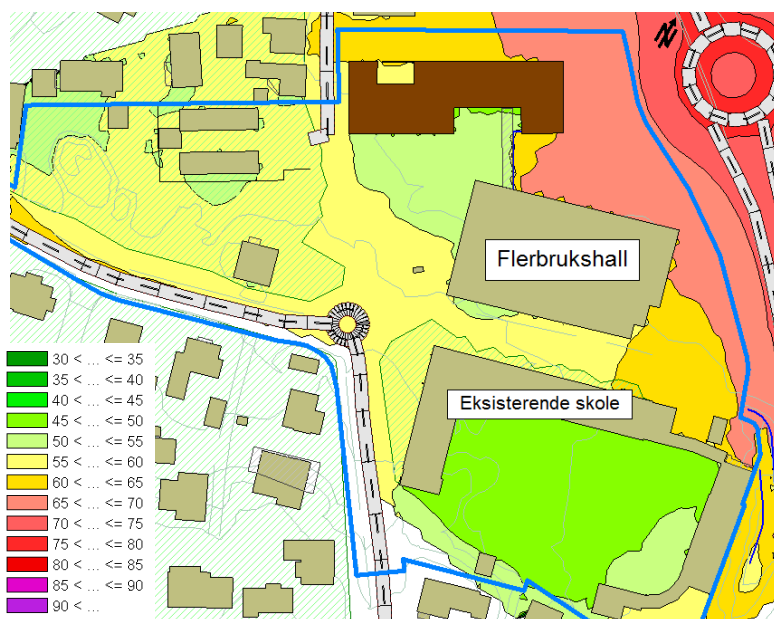 N
Flerbrukshall
Eksisterende skole
30 < ... <= 35
35 < ... <= 40
40 < ... <= 45
45 < ... <= 50
50 < ... <= 55
55 < ... <= 60
60 < ... <= 65
65 < ... <= 70
70 < ... <= 75
75 < ... <= 80
80 < ... <= 85
85 < ... <= 90
90 < ...